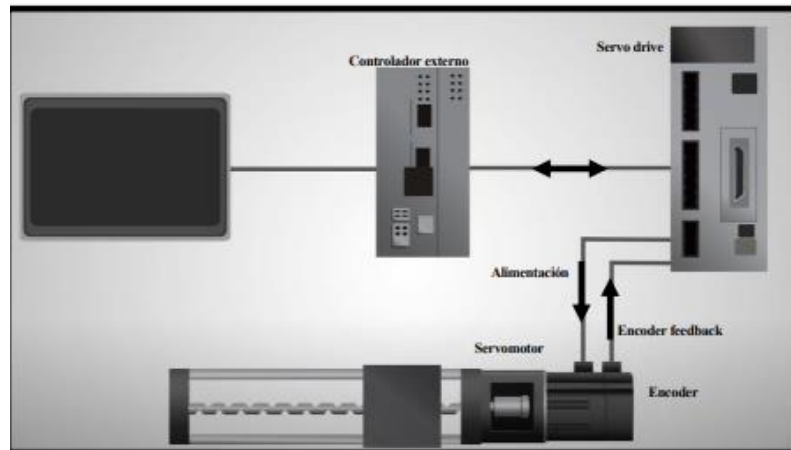 Servo drive
Controlador externo
Alimentación
Encoder feedback
Servomotor
Encoder